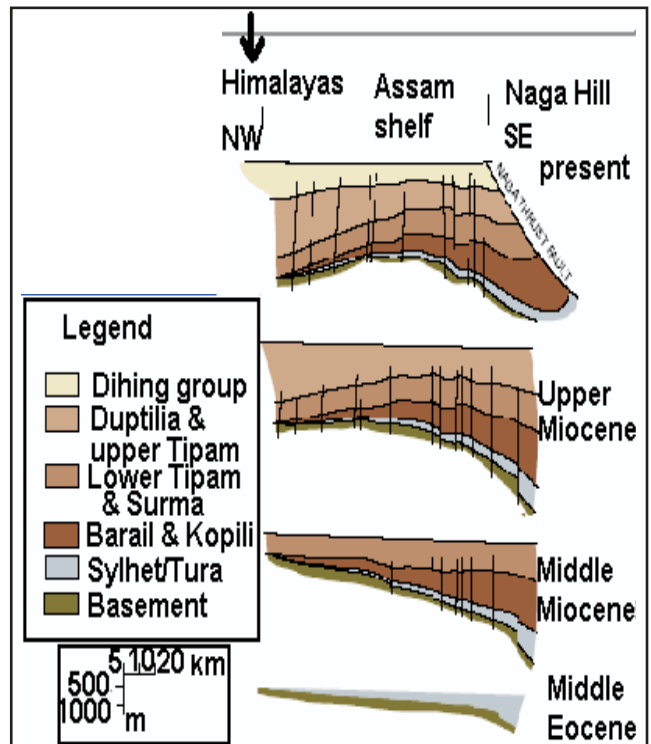 Himalayas Assam shelf Naga Hill
NW SE
present
NAGA THRUST FAULT
Legend
Dihing group
Duptilia &
upper Tipam
Lower Tipam
& Surma
Barail & Kopili
Sylhet/Tura
Basement
Upper
Miocene
Middle
Miocene
5 10 20 km
500
1000 m
Middle
Eocene